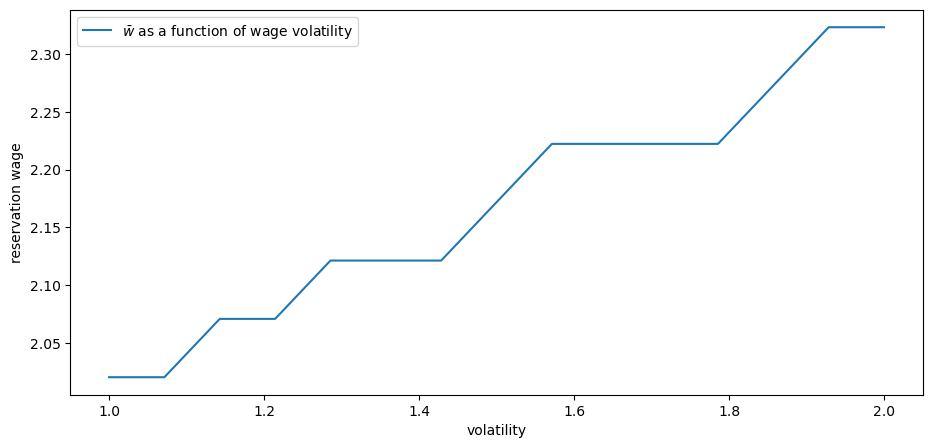 w̄ as a function of wage volatility
reservation wage
2.30
2.25
2.20
2.15
2.10
2.05
1.0 1.2 1.4 1.6 1.8 2.0
volatility